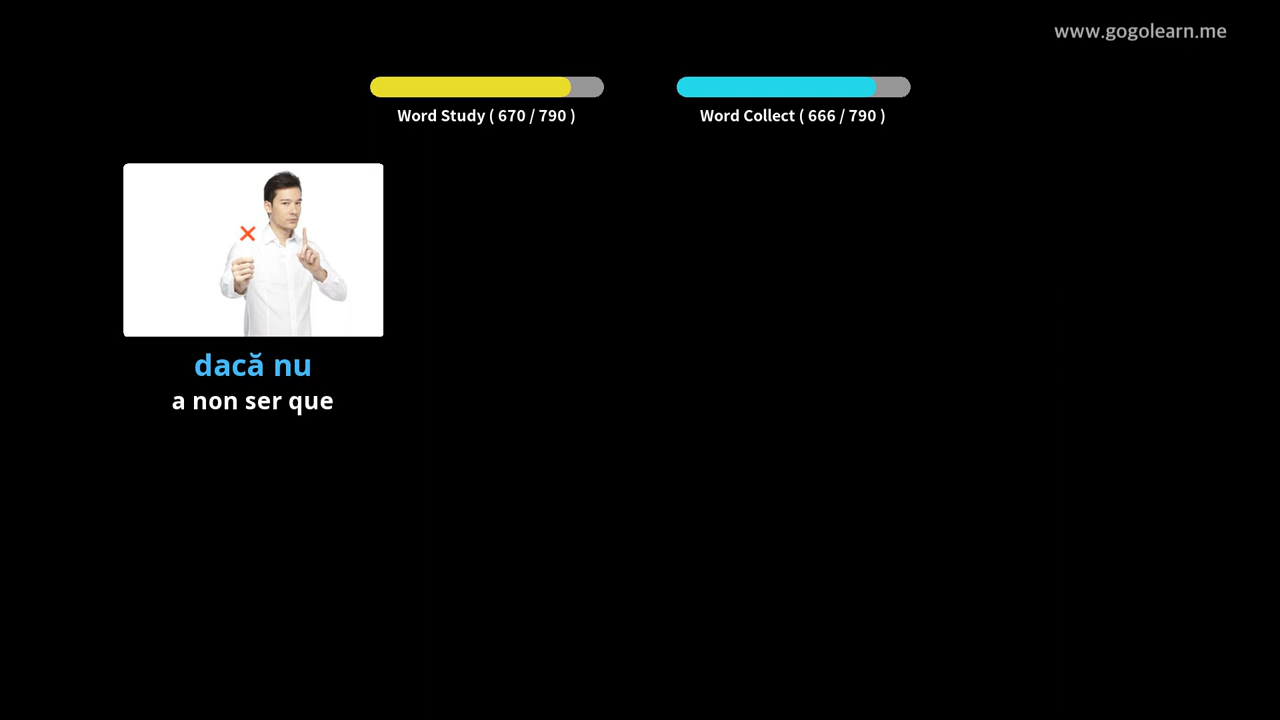 www.gogolearn.me
Word Study ( 670 / 790 )
Word Collect ( 666 / 790 )
dacă nu
a non ser que